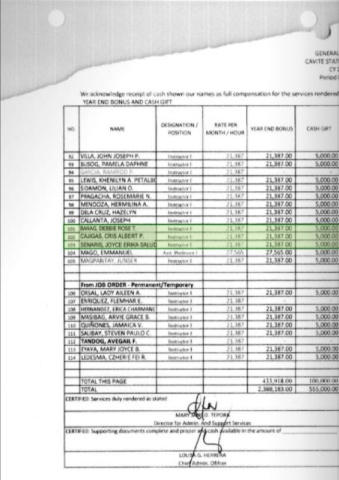 GENERAL
CAVITE STAT
CY 2
Period
We acknowledge receipt of cash shown our names as full compensation for the services rendered
YEAR END BONUS AND CASH GIFT
NO. NAME DESIGNATION / POSITION RATE PER MONTH / HOUR YEAR END BONUS CASH GIFT
92 VILLA, JOHN JOSEPH P. Instructor I 21,387 21,387.00 5,000.00
93 BUSOG, PAMELA DAPHNE Instructor I 21,387 21,387.00 5,000.00
94 GARCIA, Instructor I 21,387
95 LEWIS, KHENILYN A. PETALBO Instructor I 21,387 21,387.00 5,000.00
96 SIDAMON, LILIAN O. Instructor I 21,387 21,387.00 5,000.00
97 PRAGACHA, ROSEMARIE N. Instructor I 21,387 21,387.00 5,000.00
98 MENDOZA, HERMILINA A. Instructor I 21,387 21,387.00 5,000.00
99 DELA CRUZ, HAZELYN Instructor I 21,387 21,387.00 5,000.00
100 CALLANTA, JOSEPH Instructor I 21,387 21,387.00 5,000.00
101 DEBBIE ROSE T. Instructor I 21,387 21,387.00 5,000.00
102 CAJIGAS, CRIS ALBERT P. Instructor I 21,387 21,387.00 5,000.00
103 SENARIS, JOYCE ERIKA Instructor I 21,387 21,387.00 5,000.00
104 MAGO, EMMANUEL 27,565 27,565.00 5,000.00
105 MAGPANTAY, JUNSER Instructor I 21,387 21,387.00 5,000.00
From JOB ORDER - Permanent/Temporary
106 ORSAL, LADY AILEEN A. Instructor I 21,387 21,387.00 5,000.00
107 ENRIQUEZ, FLEMHAR E. Instructor I 21,387 -
108 HERNANDEZ, ERICA CHARMANE Instructor I 21,387 21,387.00 5,000.00
109 MASIBAG, ARVIE GRACE B. Instructor I 21,387 21,387.00 5,000.00
110 QUIÑONES, JAMAICA V. Instructor I 21,387 21,387.00 5,000.00
111 SALIBAY, STEVEN PAULO C. Instructor I 21,387 21,387.00 5,000.00
112 TANDOG, AVEGAIL F. Instructor I 21,387 21,387.00 5,000.00
113 EYAYA, MARY JOYCE B. Instructor I 21,387 21,387.00 5,000.00
114 LEDESMA, CZHERIE FEI R. Instructor I 21,387 21,387.00 5,000.00
TOTAL THIS PAGE 433,918.00 100,000.00
TOTAL 2,388,183.00 555,000.00
CERTIFIED: Services duly rendered as stated
MARY D. TEPORA
Director for Admin. And Support Services
CERTIFIED: Supporting documents complete and proper and cash available in the amount of
LOUISA G. HERRERA
Chief Admin. Officer